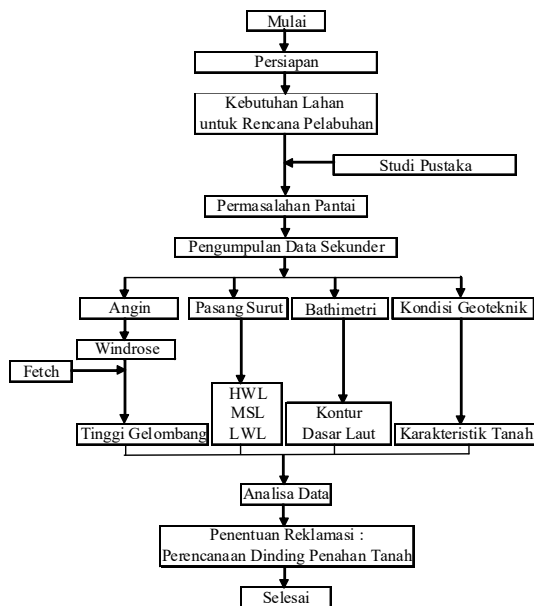 Mulai
Persiapan
Kebutuhan Lahan
untuk Rencana Pelabuhan
Studi Pustaka
Permasalahan Pantai
Pengumpulan Data Sekunder
Angin
Pasang Surut
Bathimetri
Kondisi Geoteknik
Windrose
Fetch
HWL
MSL
LWL
Tinggi Gelombang
Kontur
Dasar Laut
Karakteristik Tanah
Analisa Data
Penentuan Reklamasi :
Perencanaan Dinding Penahan Tanah
Selesai